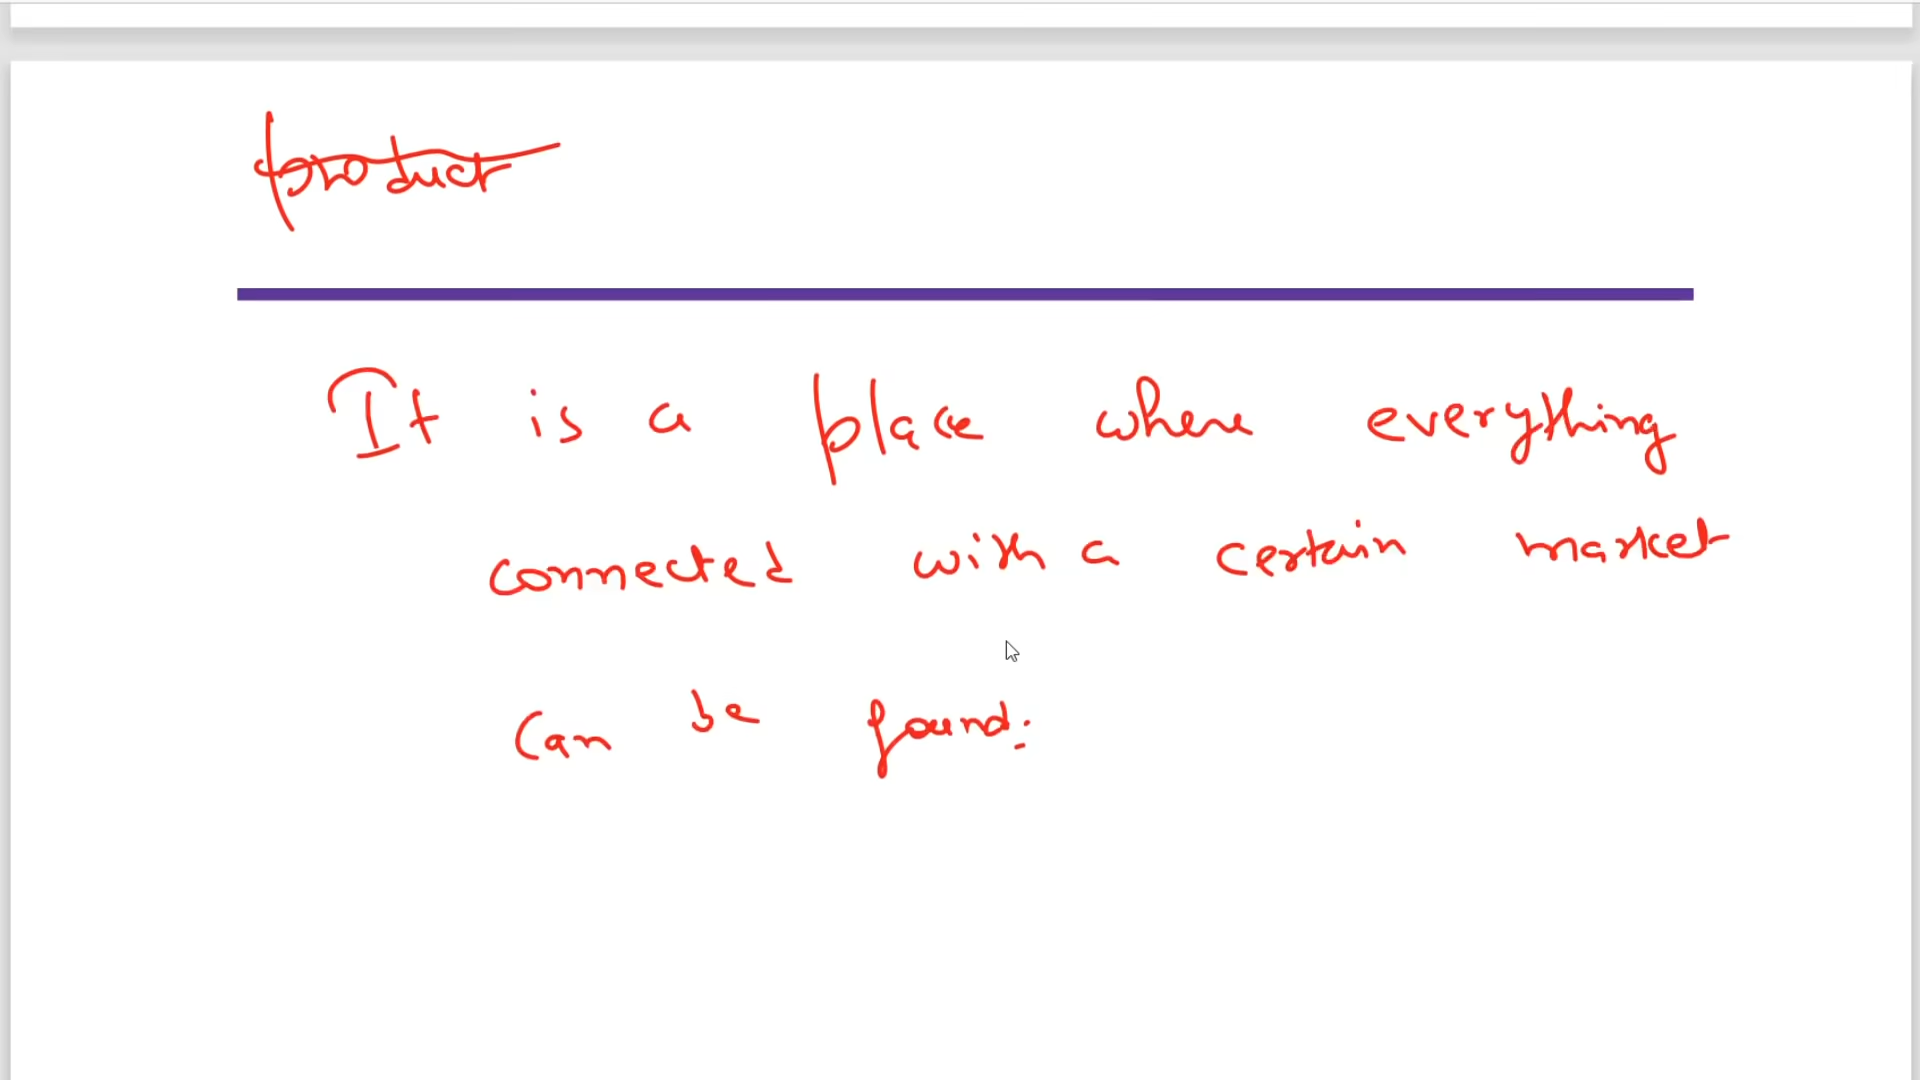 product
It is a place where everything
connected with a certain market
can be found.